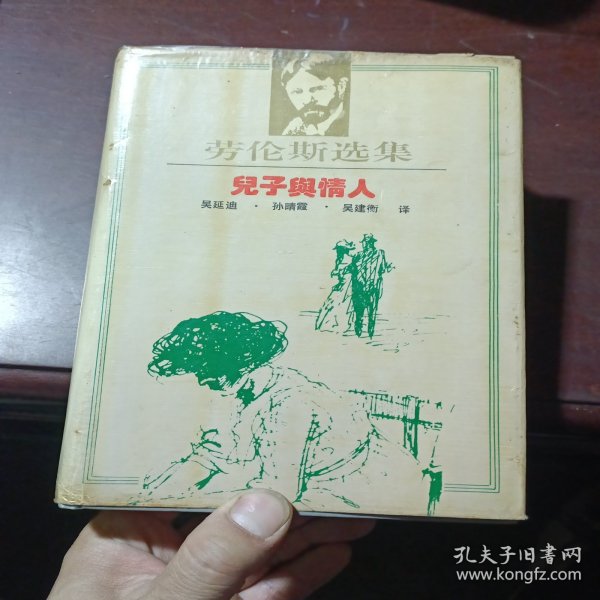 劳伦斯选集
兒子與情人
吴延迪 · 孙晴霞 · 吴建衡 译
孔夫子旧书网
www.kongfz.com